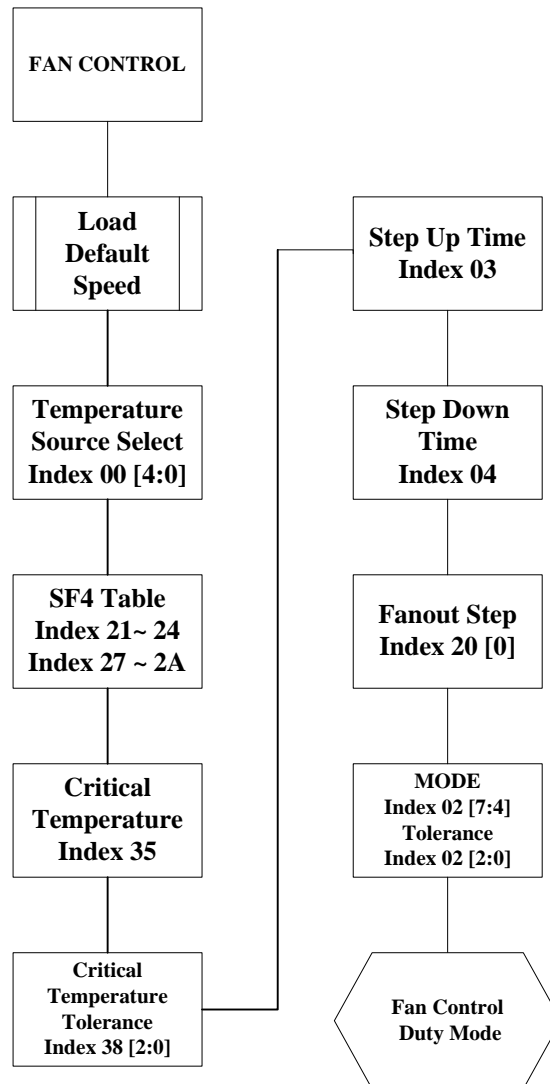 FAN CONTROL
Load
Default
Speed
Temperature
Source Select
Index 00 [4:0]
SF4 Table
Index 21~ 24
Index 27 ~ 2A
Critical
Temperature
Index 35
Critical
Temperature
Tolerance
Index 38 [2:0]
Step Up Time
Index 03
Step Down
Time
Index 04
Fanout Step
Index 20 [0]
MODE
Index 02 [7:4]
Tolerance
Index 02 [2:0]
Fan Control
Duty Mode